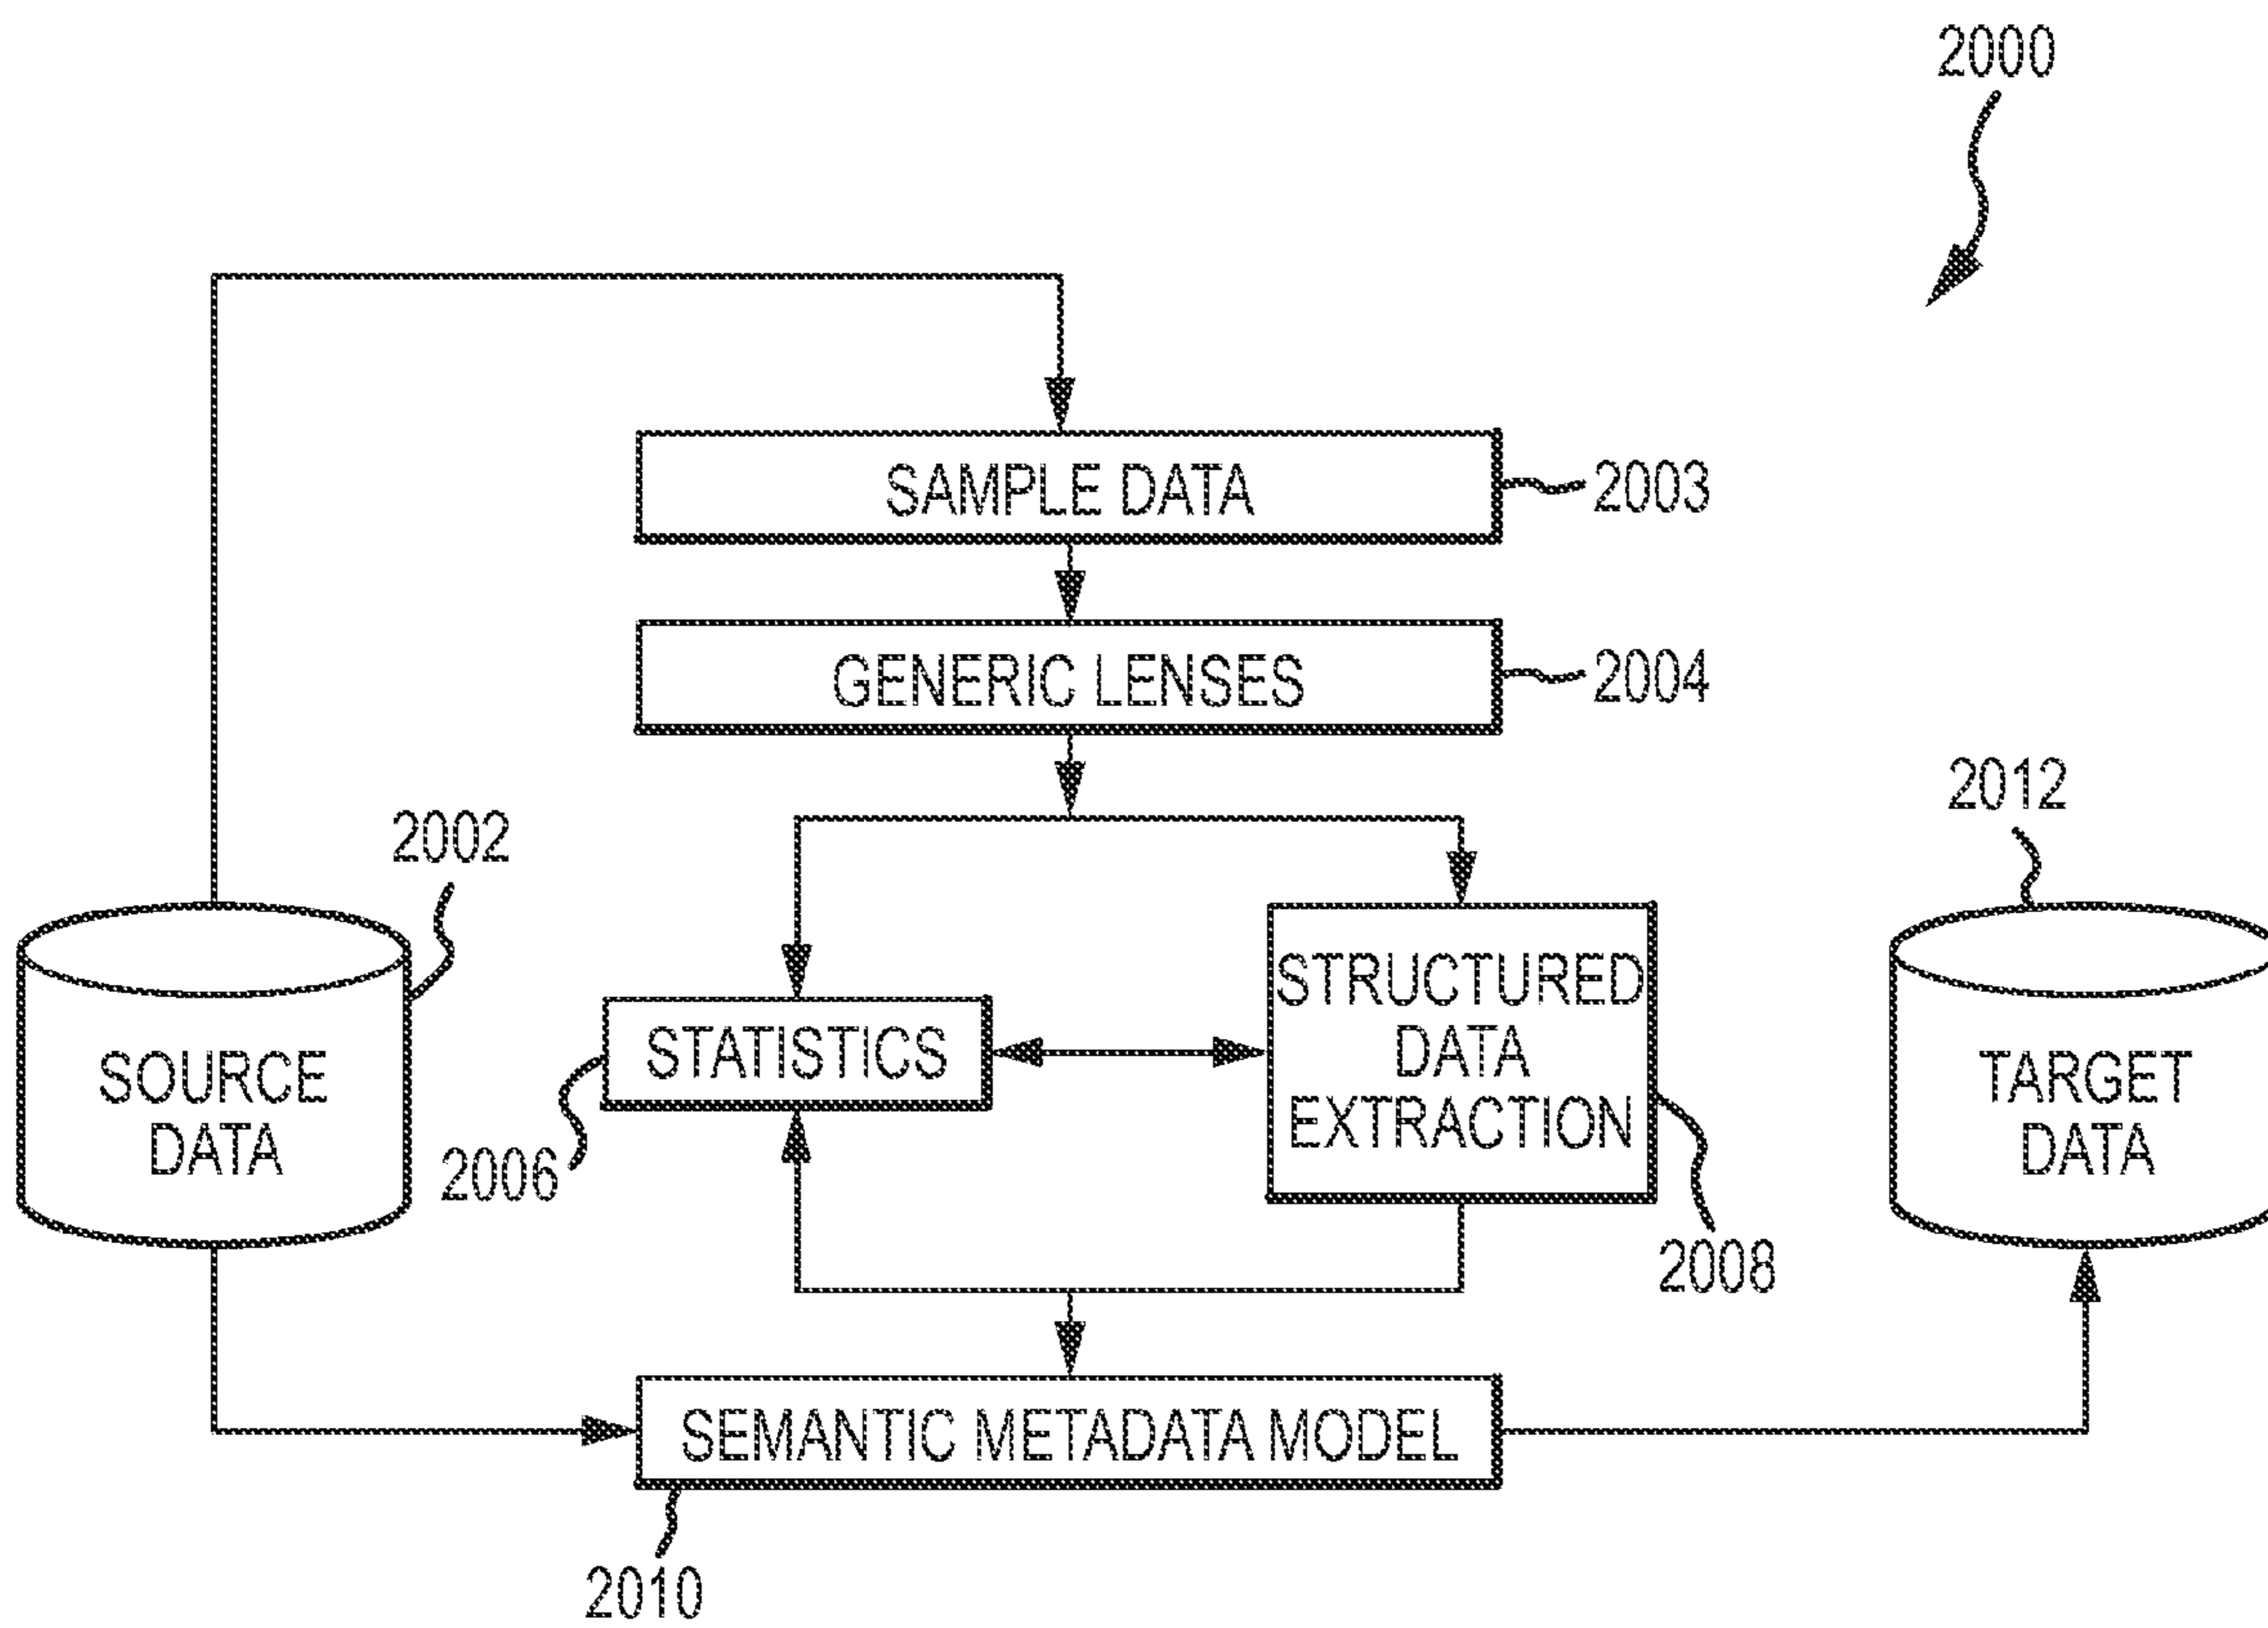 2000
SAMPLE DATA
2003
GENERIC LENSES
2004
2002
2012
SOURCE
DATA
STATISTICS
2006
STRUCTURED
DATA
EXTRACTION
2008
TARGET
DATA
SEMANTIC METADATA MODEL
2010